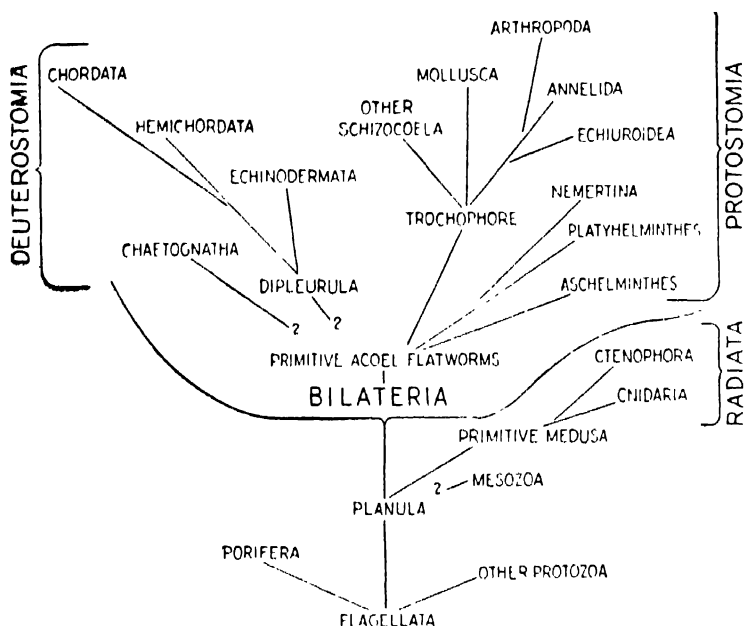 ARTHROPODA
CHORDATA
MOLLUSCA
ANNELIDA
OTHER
SCHIZOCOELA
HEMICHORDATA
ECHIUROIDEA
ECHINODERMATA
NEMERTINA
TROCHOPHORE
PLATYHELMINTHES
CHAETOGNATHA
DIPLEURULA
ASCHELMINTHES
?
?
PRIMITIVE ACOEL FLATWORMS
CTENOPHORA
BILATERIA
CNIDARIA
PRIMITIVE MEDUSA
? MESOZOA
PLANULA
PORIFERA
OTHER PROTOZOA
FLAGELLATA
DEUTEROSTOMIA
PROTOSTOMIA
RADIATA